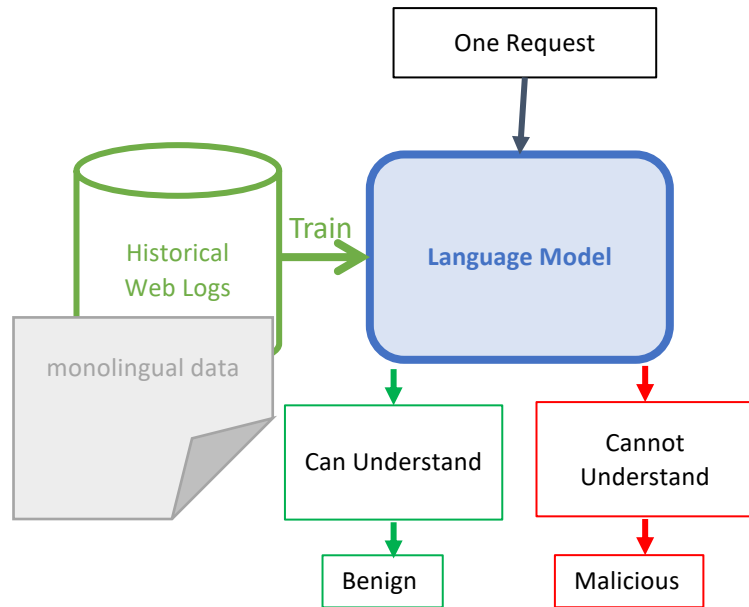 One Request
Train
Historical
Web Logs
Language Model
monolingual data
Can Understand
Cannot
Understand
Benign
Malicious